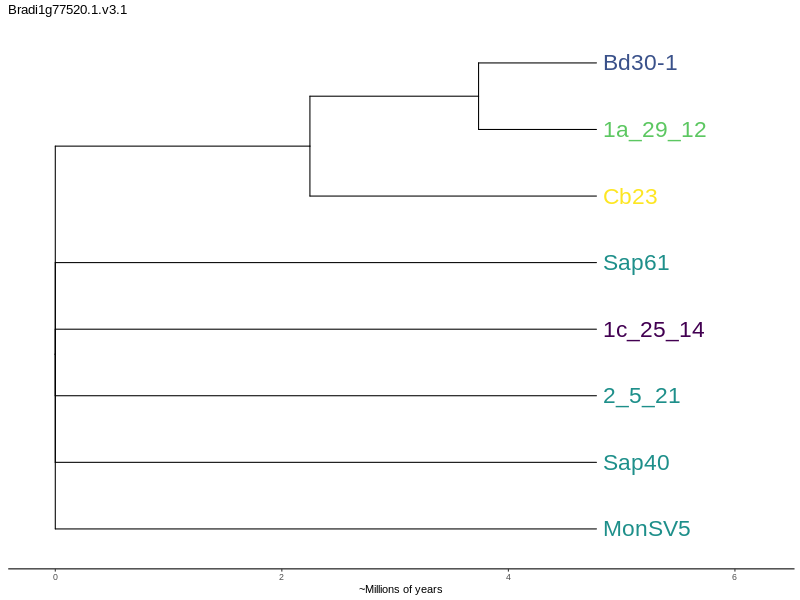 Bradi1g77520.1.v3.1
Bd30-1
1a_29_12
Cb23
Sap61
1c_25_14
2_5_21
Sap40
MonSV5
0 2 4 6
~Millions of years